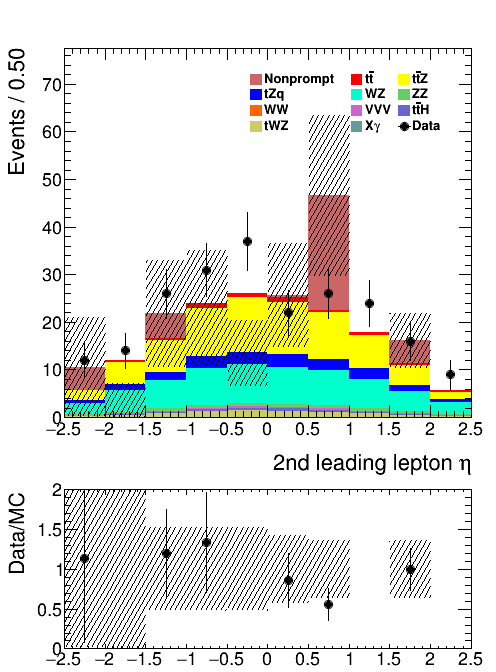 Events / 0.50
70
60
50
40
30
20
10
0
Nonprompt tt̄ tt̄Z
tZq WZ ZZ
WW VVV tt̄H
tWZ Xγ Data
−2.5 −2 −1.5 −1 −0.5 0 0.5 1 1.5 2 2.5
2nd leading lepton η
Data/MC
2
1.5
1
0.5
0
−2.5 −2 −1.5 −1 −0.5 0 0.5 1 1.5 2 2.5